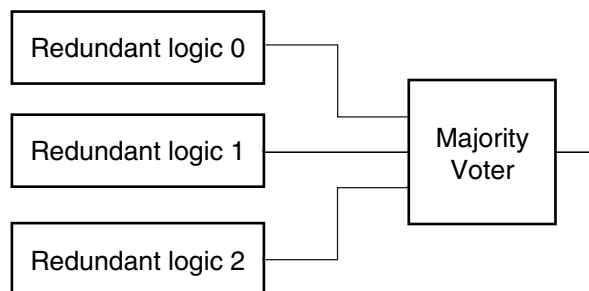 Redundant logic 0
Redundant logic 1
Majority
Voter
Redundant logic 2